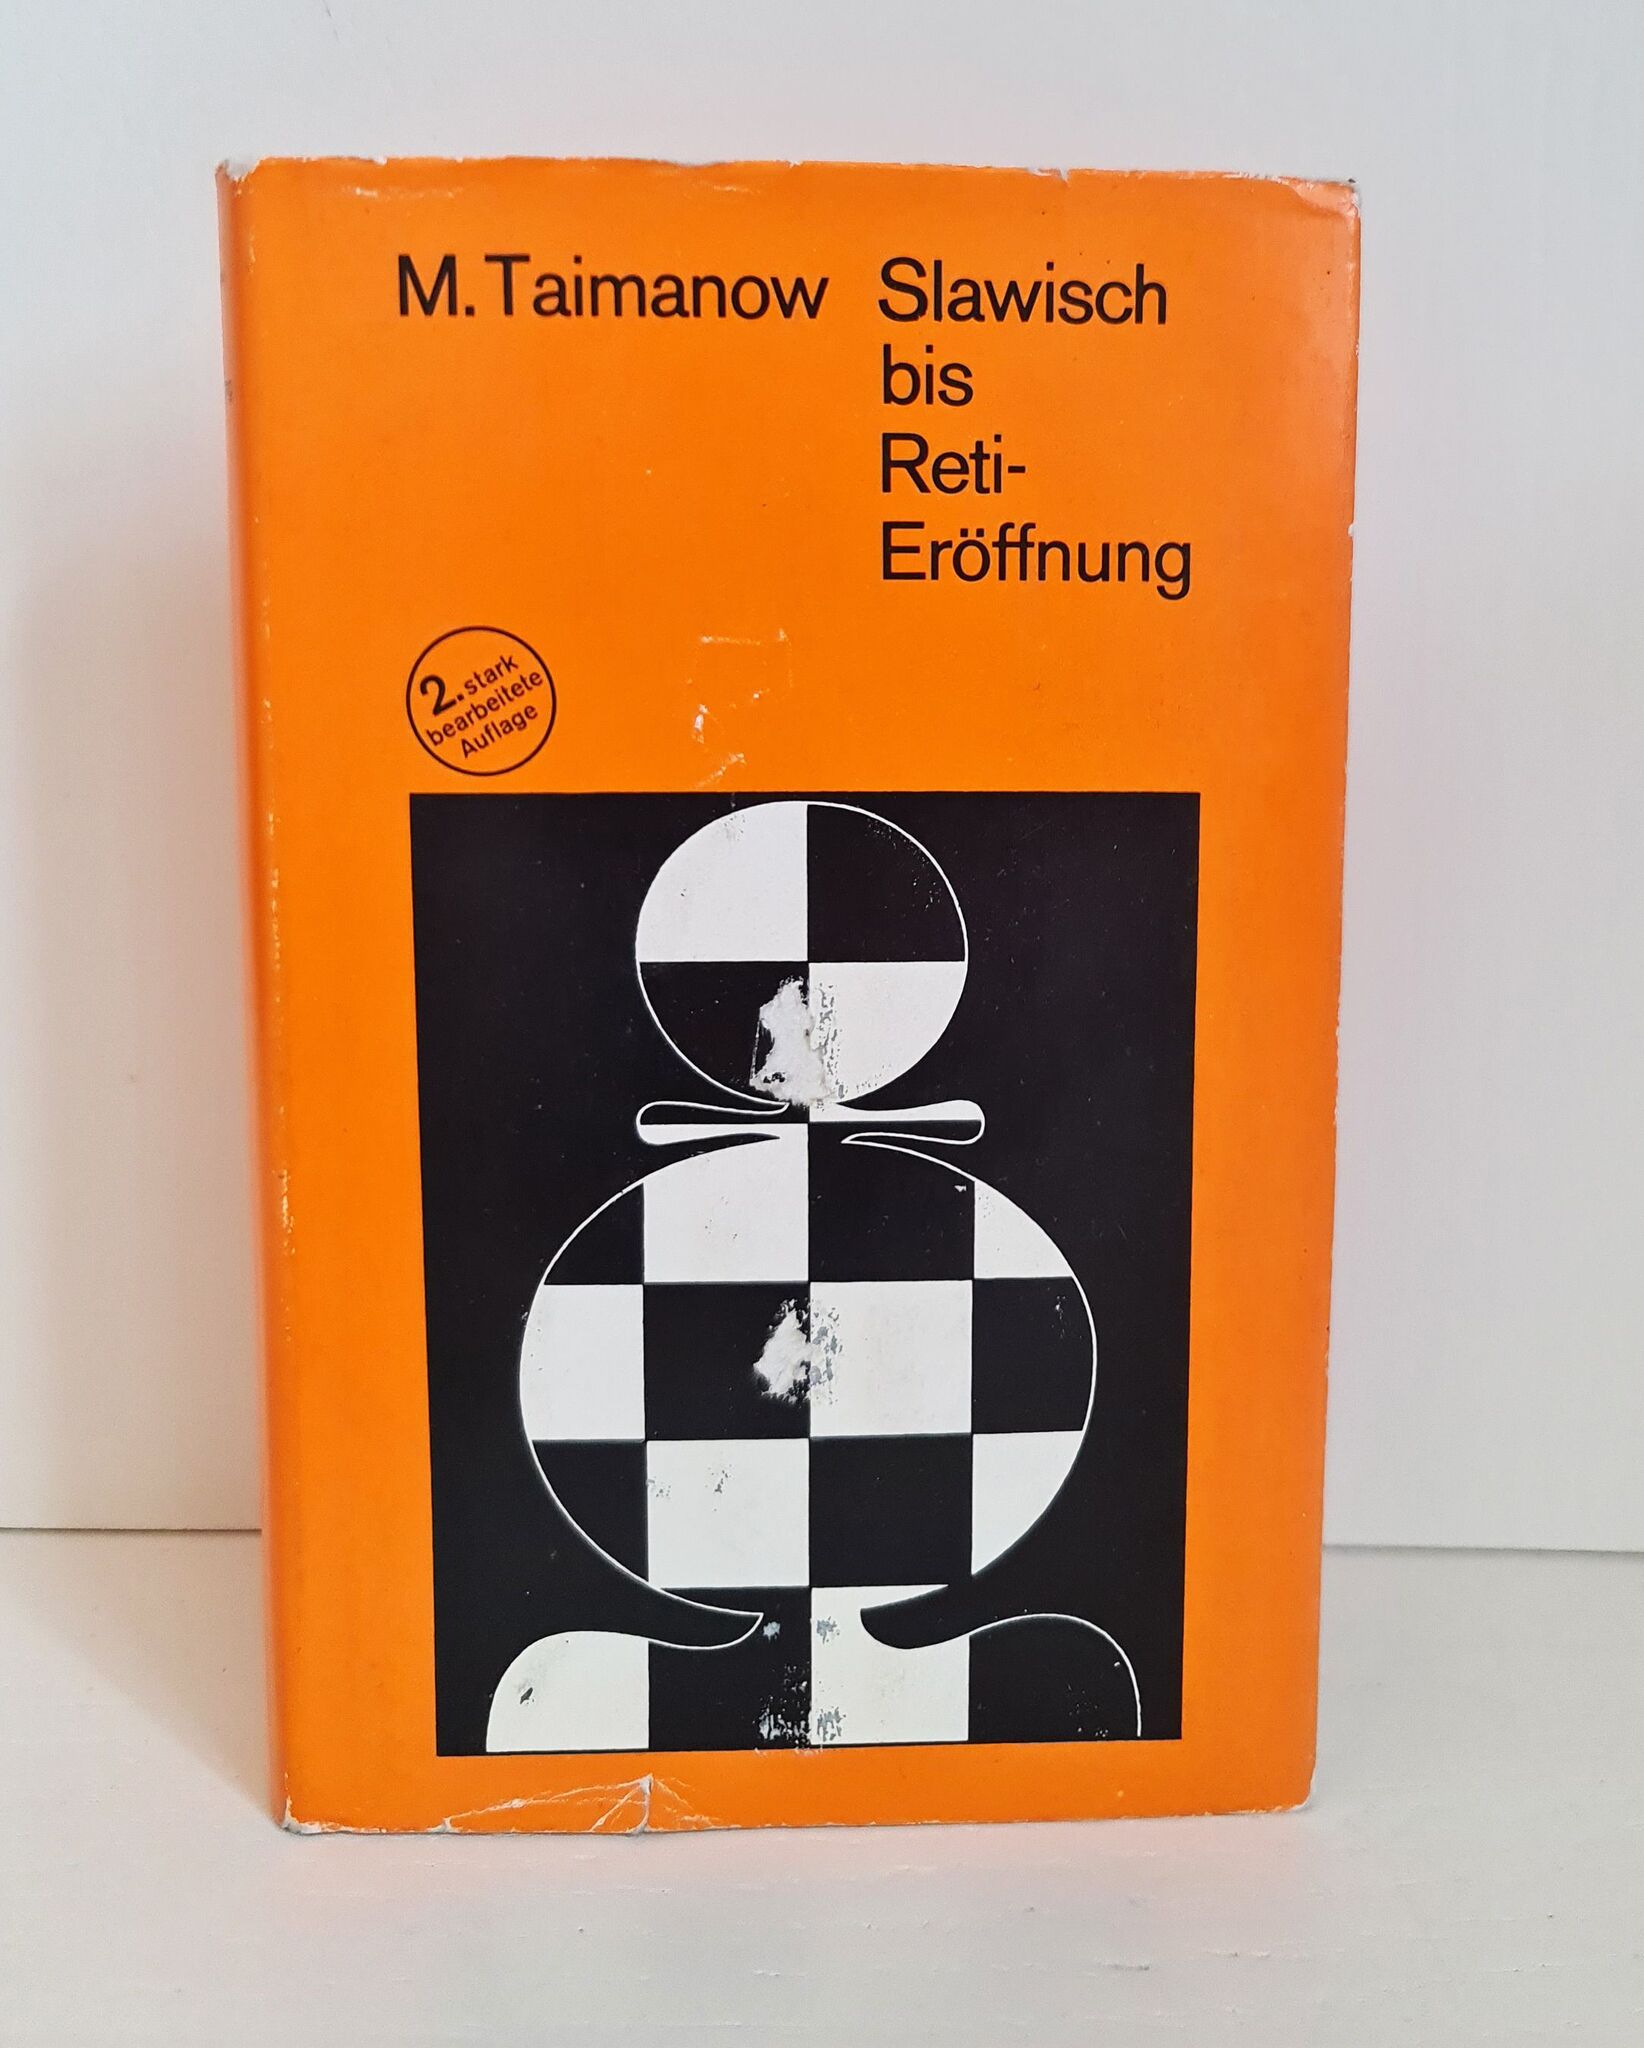 M. Taimanow
Slawisch
bis
Reti-
Eröffnung
2. stark
bearbeitete
Auflage